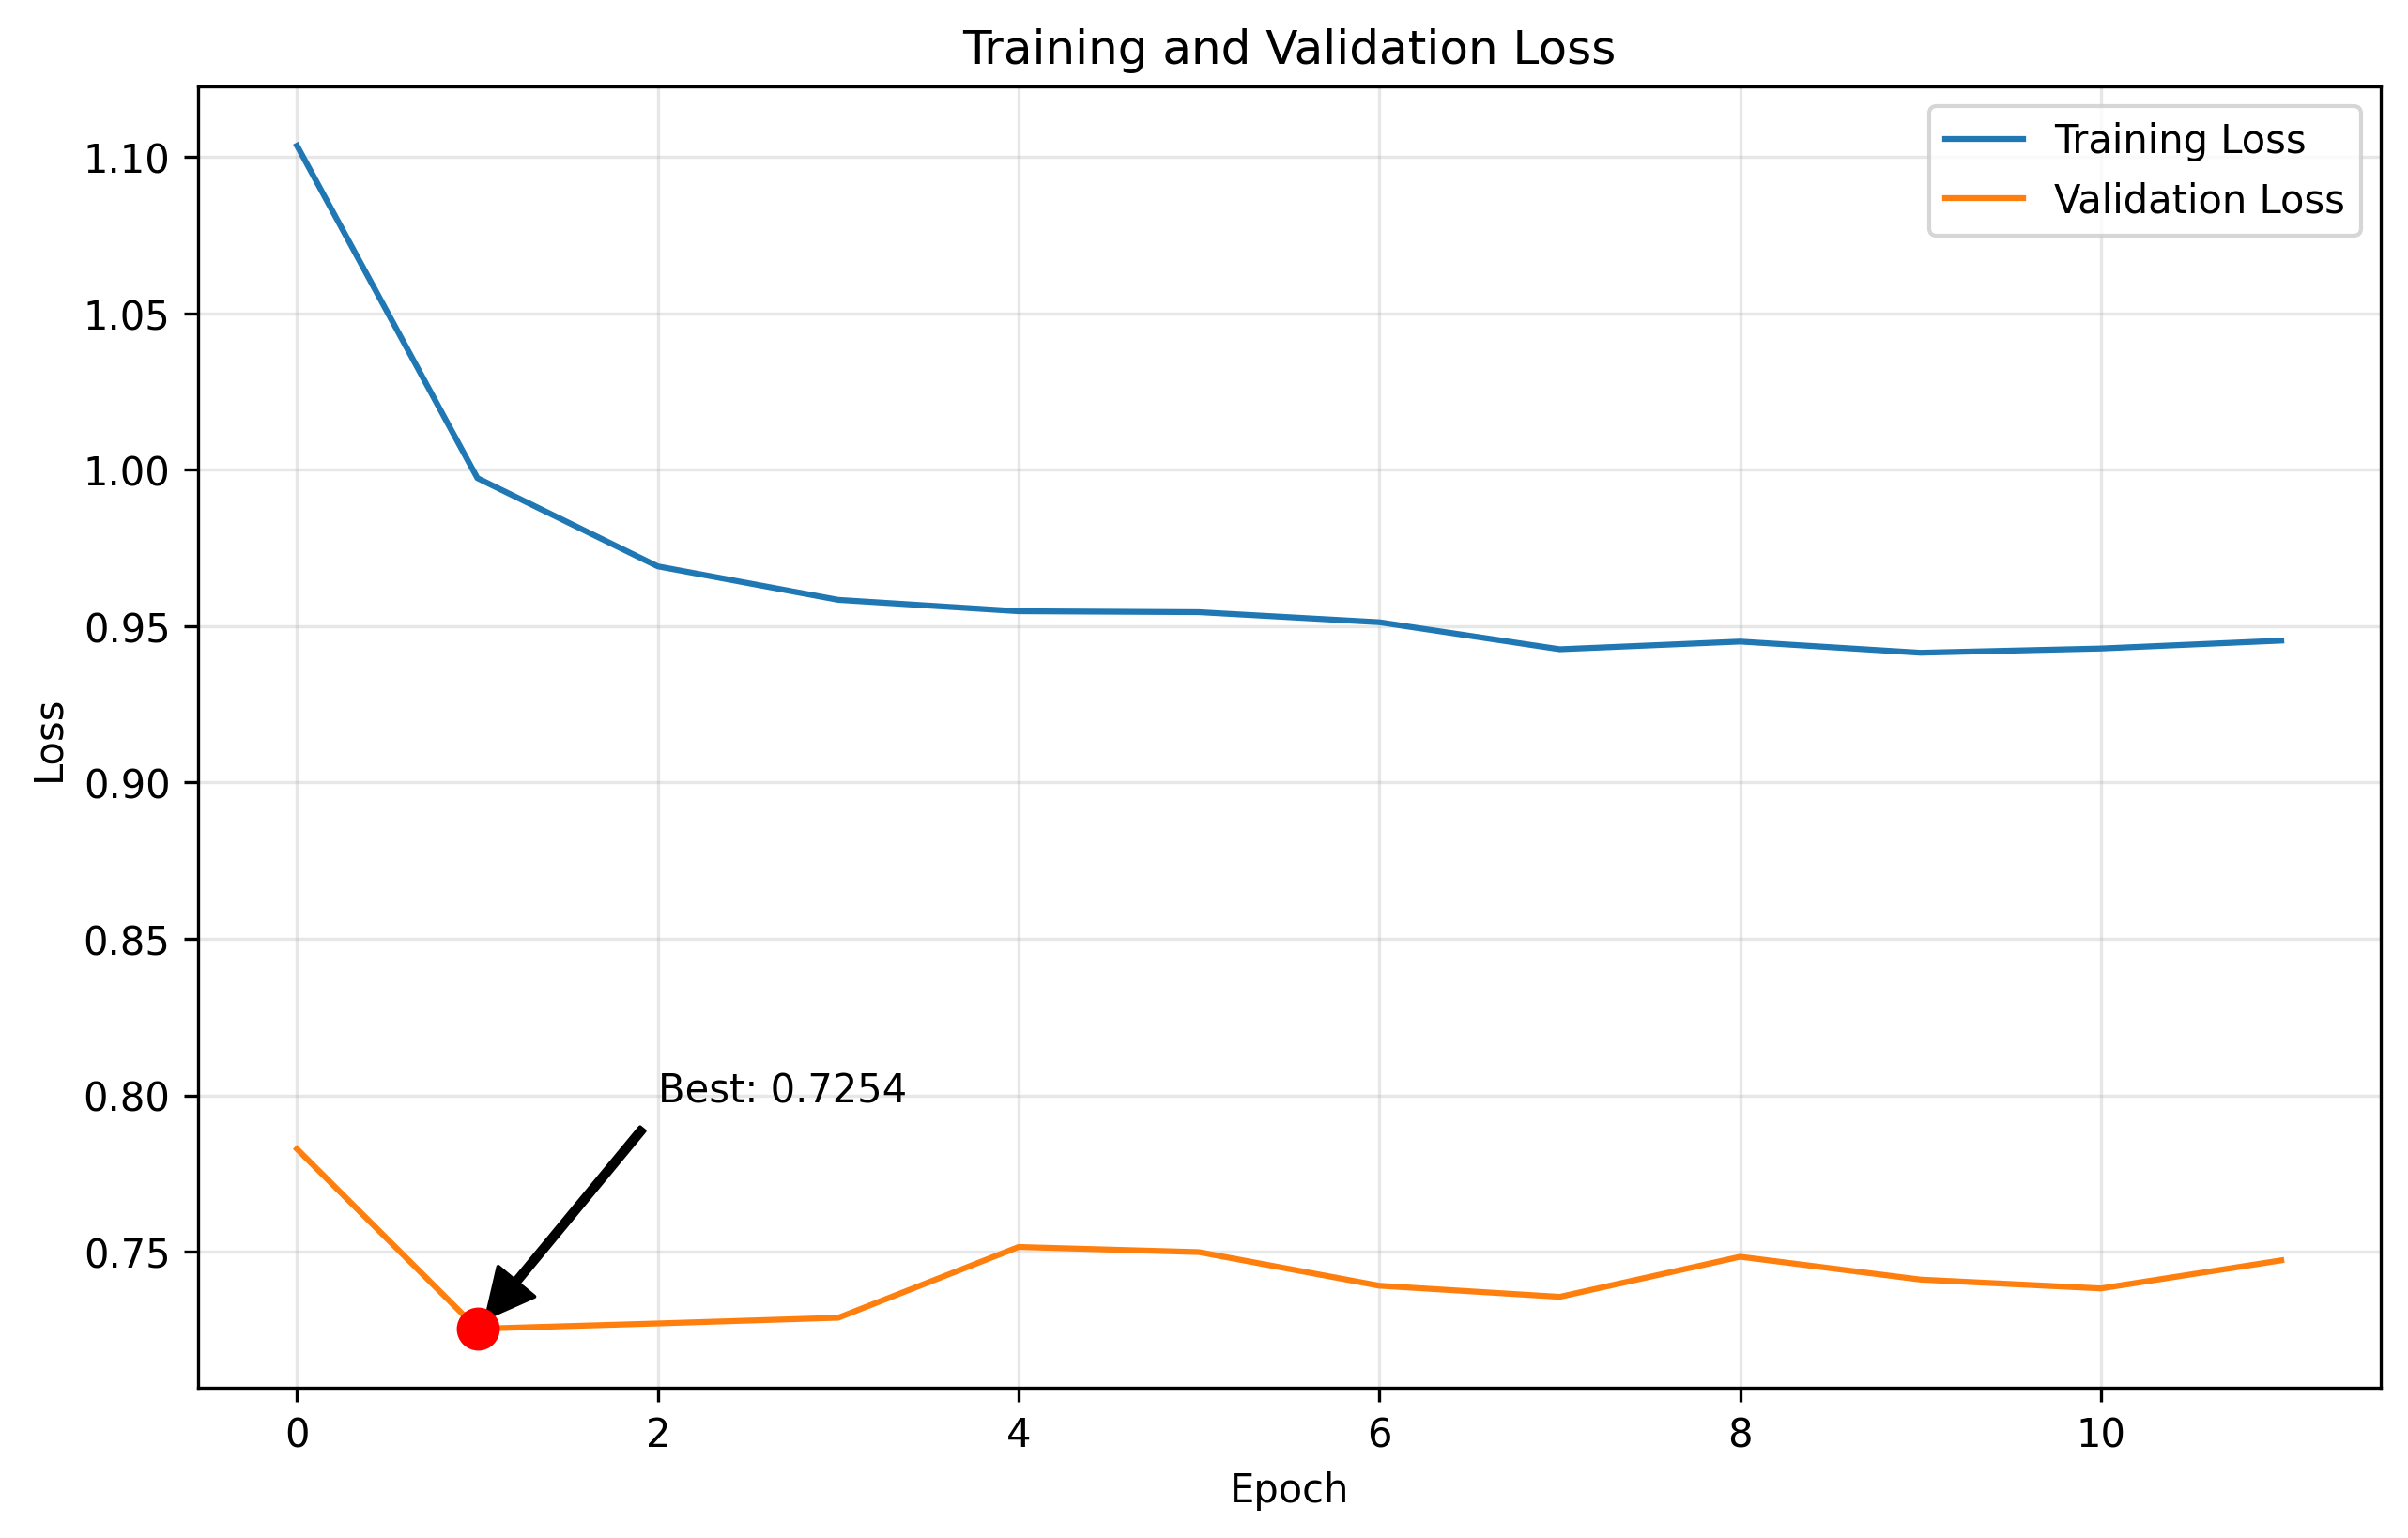 Training and Validation Loss
Training Loss
Validation Loss
1.10
1.05
1.00
0.95
0.90
0.85
0.80
0.75
Loss
Best: 0.7254
0 2 4 6 8 10
Epoch